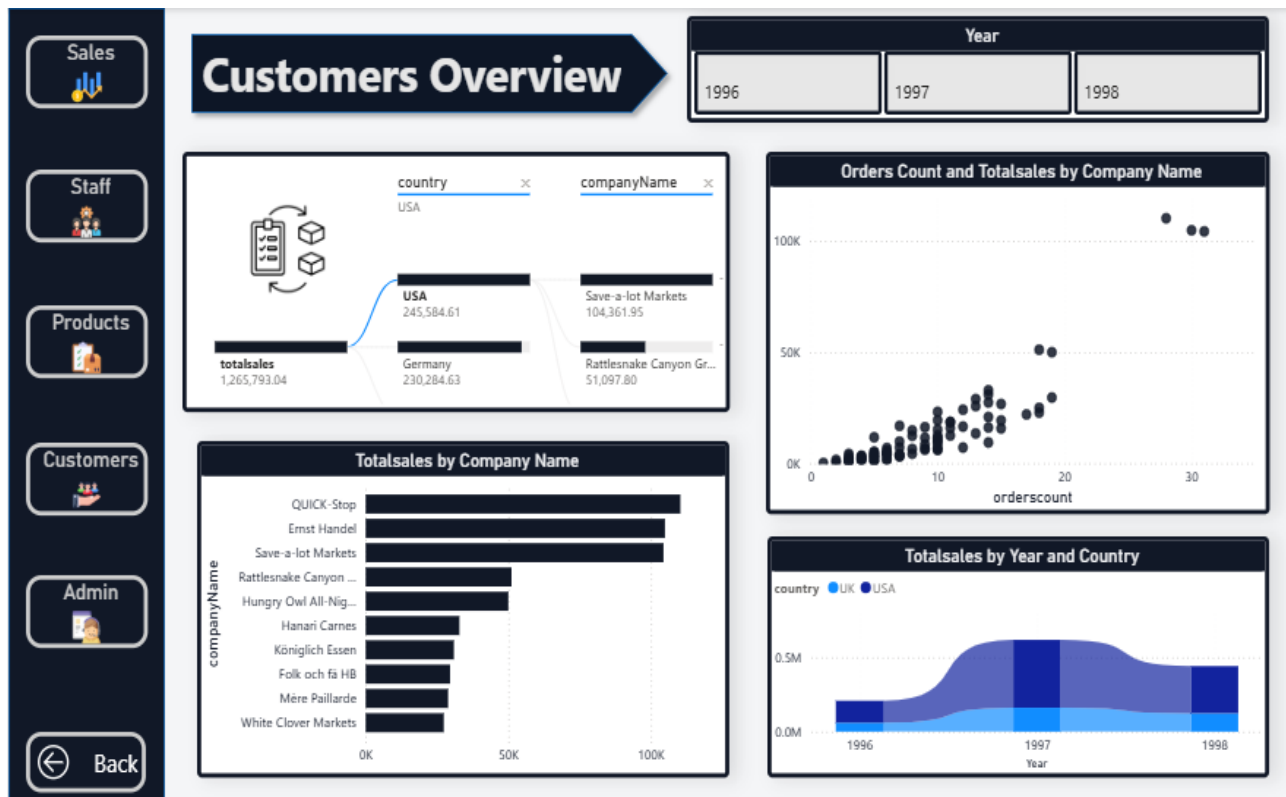 Sales
Staff
Products
Customers
Admin
Back
Customers Overview
Year
1996
1997
1998
country
companyName
USA
USA
245,584.61
Save-a-lot Markets
104,361.95
totalsales
1,265,793.04
Germany
230,284.63
Rattlesnake Canyon Gr...
51,097.80
Orders Count and Totalsales by Company Name
100K
50K
0K
0
10
20
30
orderscount
Totalsales by Company Name
companyName
QUICK-Stop
Ernst Handel
Save-a-lot Markets
Rattlesnake Canyon ...
Hungry Owl All-Nig...
Hanari Carnes
Königlich Essen
Folk och fä HB
Mère Paillarde
White Clover Markets
0K
50K
100K
Totalsales by Year and Country
country UK USA
0.5M
0.0M
1996
1997
1998
Year